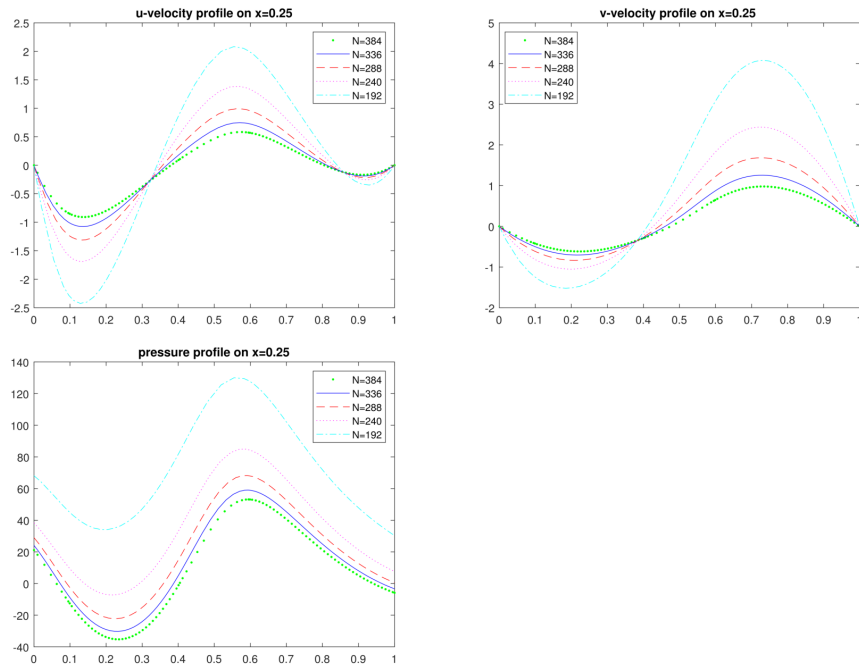 u-velocity profile on x=0.25
2.5
2
1.5
1
0.5
0
-0.5
-1
-1.5
-2
-2.5
0 0.1 0.2 0.3 0.4 0.5 0.6 0.7 0.8 0.9 1
N=384
N=336
N=288
N=240
N=192
v-velocity profile on x=0.25
5
4
3
2
1
0
-1
-2
0 0.1 0.2 0.3 0.4 0.5 0.6 0.7 0.8 0.9 1
N=384
N=336
N=288
N=240
N=192
pressure profile on x=0.25
140
120
100
80
60
40
20
0
-20
-40
0 0.1 0.2 0.3 0.4 0.5 0.6 0.7 0.8 0.9 1
N=384
N=336
N=288
N=240
N=192